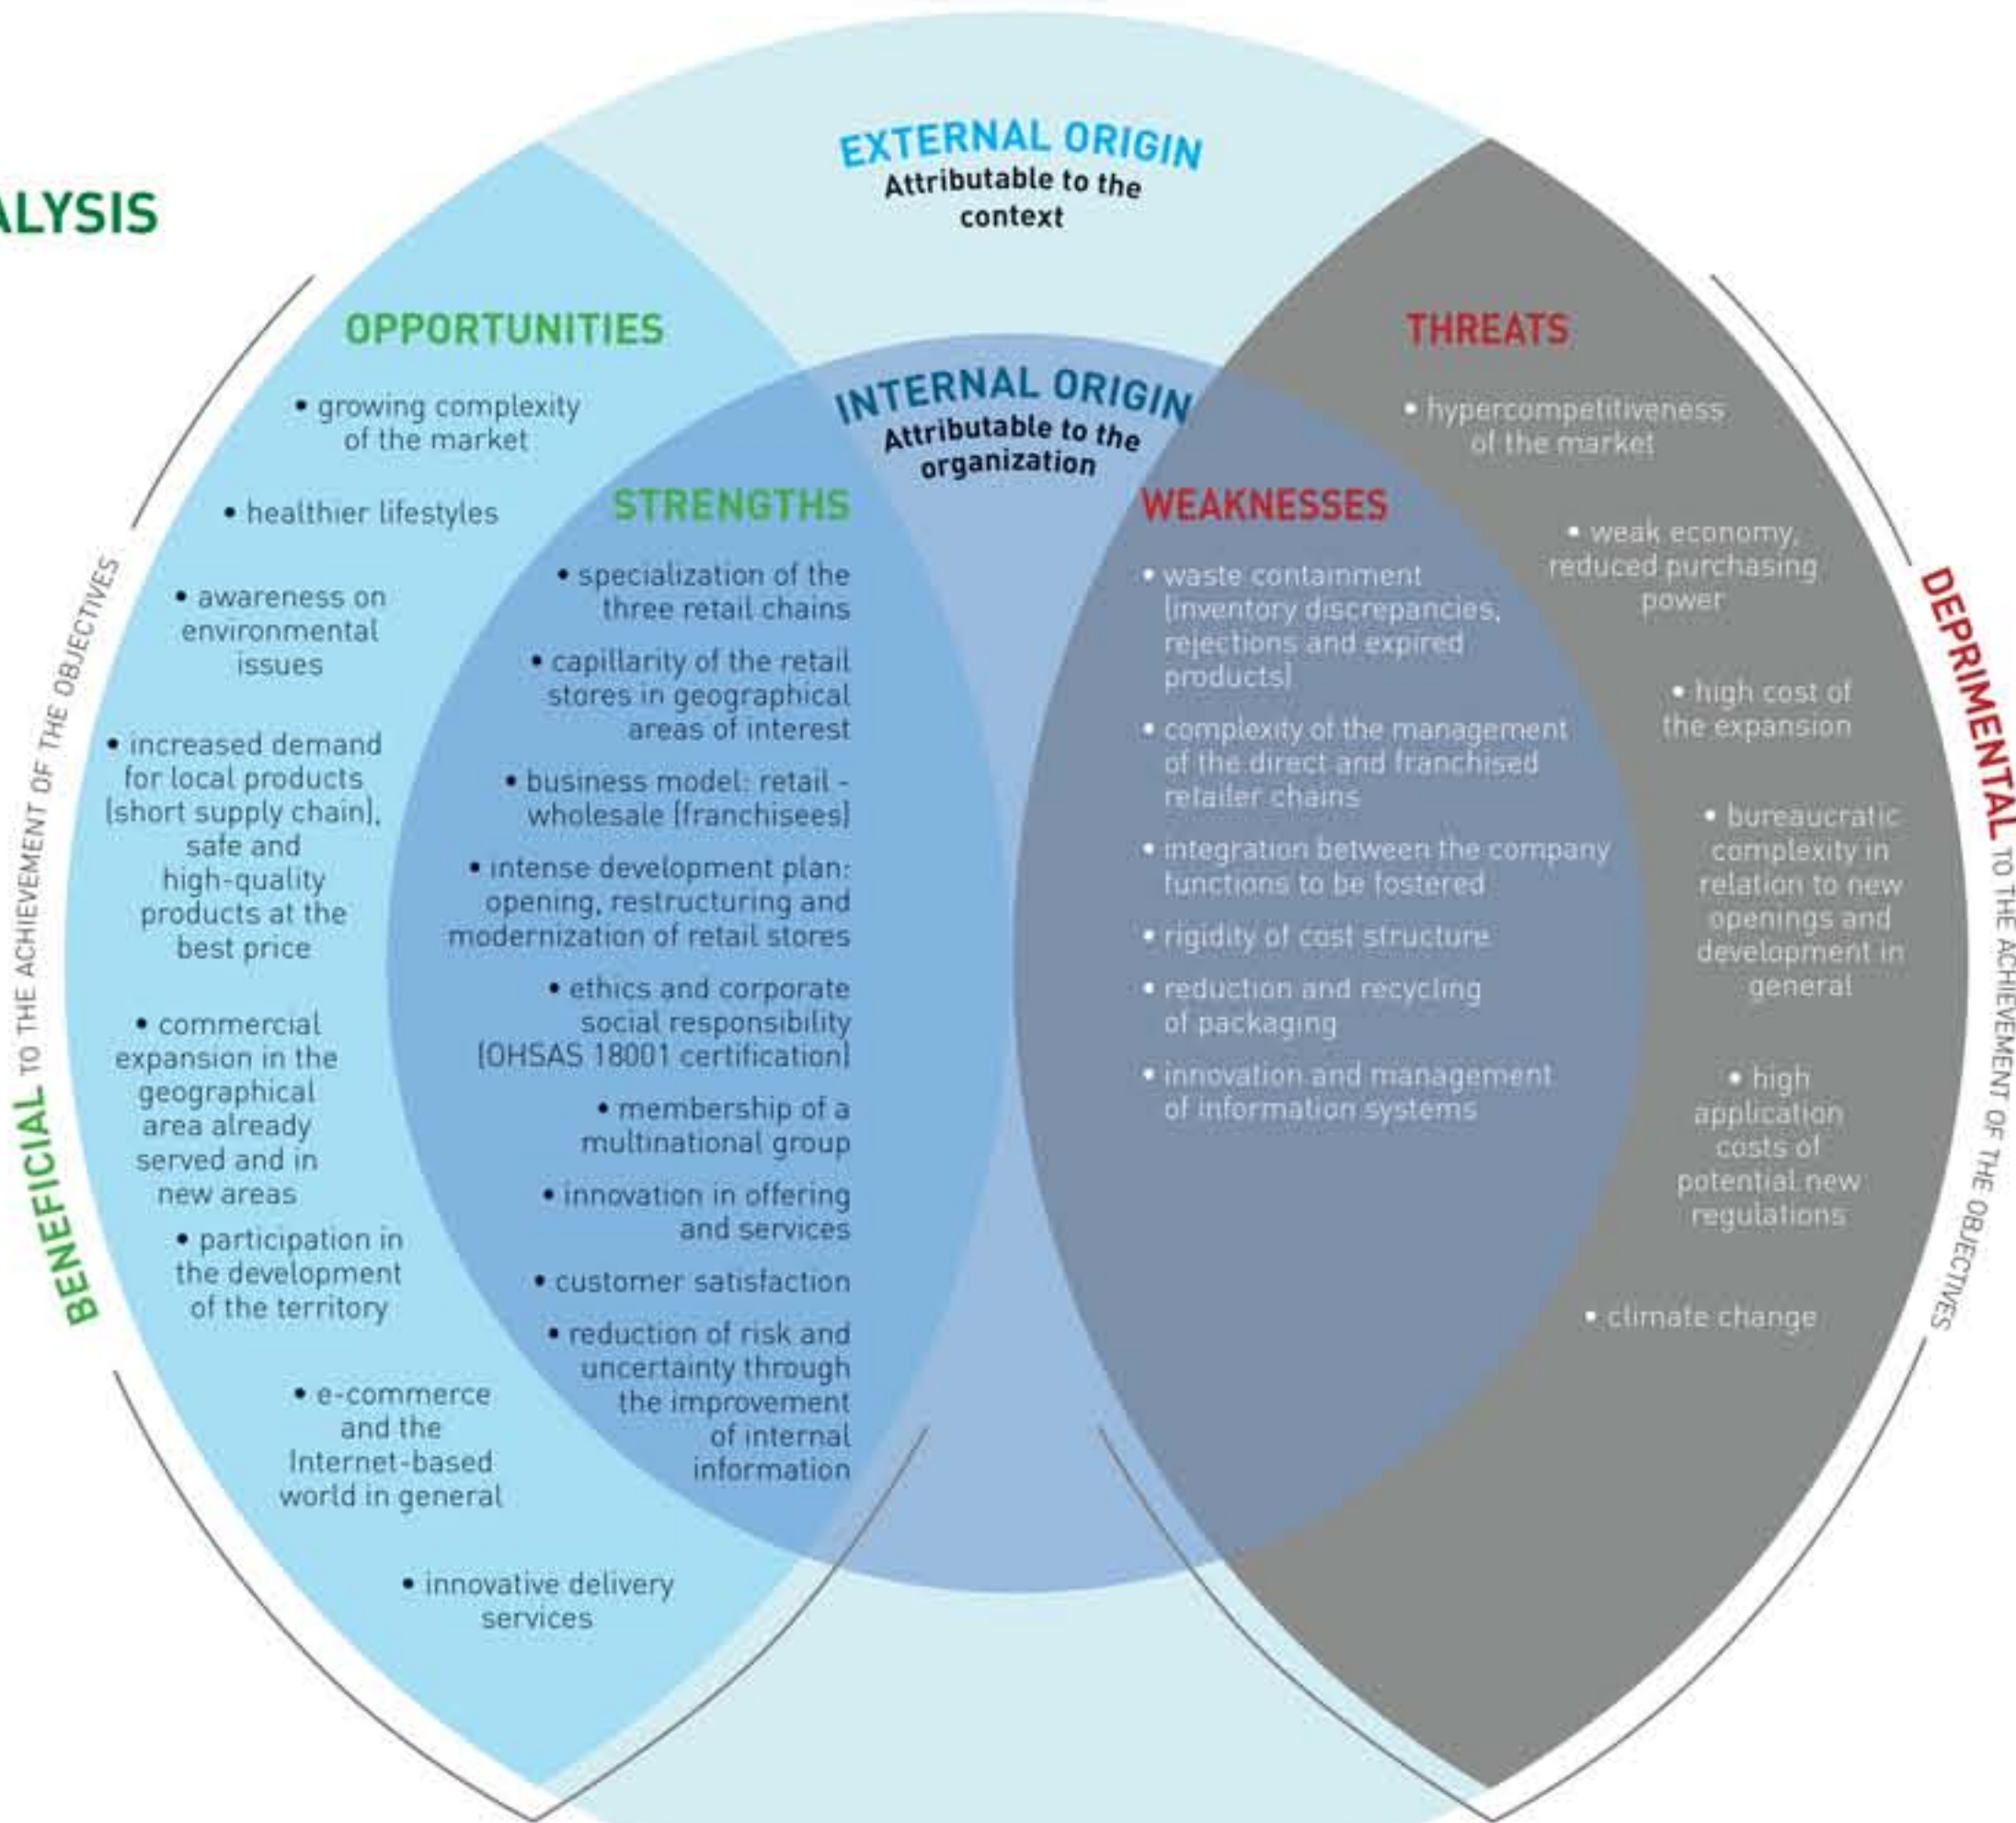 ALYSIS
EXTERNAL ORIGIN
Attributable to the
context
INTERNAL ORIGIN
Attributable to the
organization
OPPORTUNITIES
• growing complexity
of the market
• healthier lifestyles
• awareness on
environmental
issues
• increased demand
for local products
(short supply chain),
safe and
high-quality
products at the
best price
• commercial
expansion in the
geographical
area already
served and in
new areas
• participation in
the development
of the territory
• e-commerce
and the
Internet-based
world in general
• innovative delivery
services
STRENGTHS
• specialization of the
three retail chains
• capillarity of the retail
stores in geographical
areas of interest
• business model: retail -
wholesale (franchisees)
• intense development plan:
opening, restructuring and
modernization of retail stores
• ethics and corporate
social responsibility
(OHSAS 18001 certification)
• membership of a
multinational group
• innovation in offering
and services
• customer satisfaction
• reduction of risk and
uncertainty through
the improvement
of internal
information
WEAKNESSES
• waste containment
(inventory discrepancies,
rejections and expired
products)
• complexity of the management
of the direct and franchised
retailer chains
• integration between the company
functions to be fostered
• rigidity of cost structure
• reduction and recycling
of packaging
• innovation and management
of information systems
THREATS
• hypercompetitiveness
of the market
• weak economy,
reduced purchasing
power
• high cost of
the expansion
• bureaucratic
complexity in
relation to new
openings and
development in
general
• high
application
costs of
potential new
regulations
• climate change
BENEFICIAL TO THE ACHIEVEMENT OF THE OBJECTIVES
DEPRIMENTAL TO THE ACHIEVEMENT OF THE OBJECTIVES